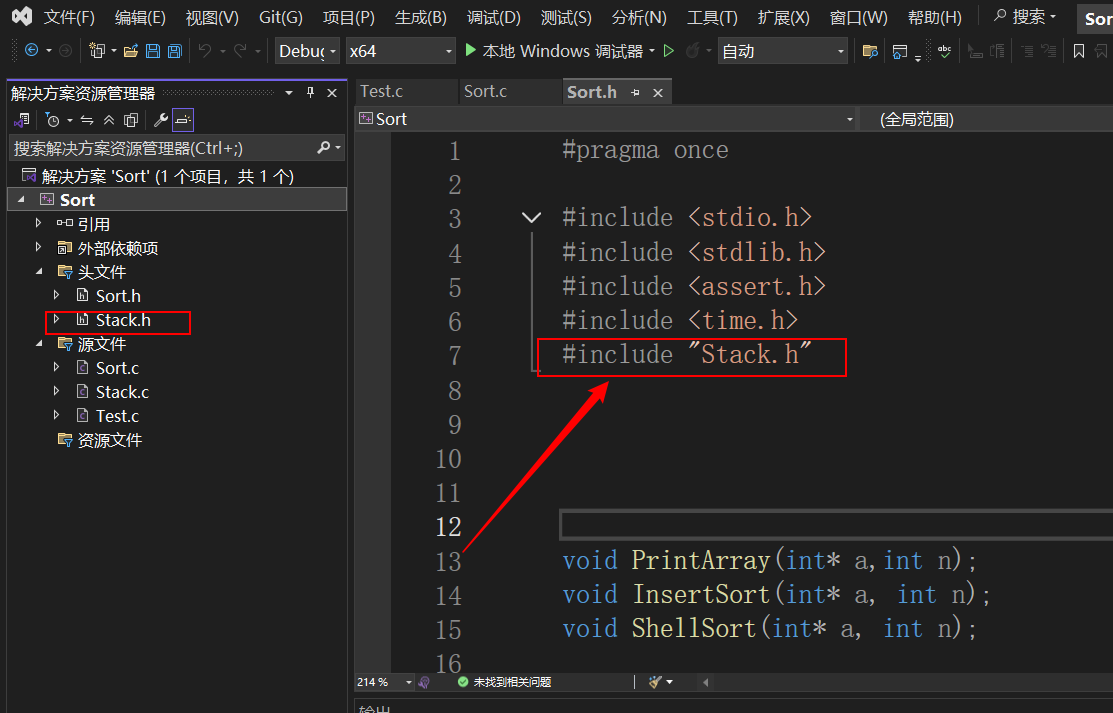 文件(F) 编辑(E) 视图(V) Git(G) 项目(P) 生成(B) 调试(D) 测试(S) 分析(N) 工具(T) 扩展(X) 窗口(W) 帮助(H) 搜索 Sor
Debug x64 本地 Windows 调试器 自动 abc
解决方案资源管理器
搜索解决方案资源管理器(Ctrl+;)
解决方案 'Sort' (1 个项目，共 1 个)
Sort
引用
外部依赖项
头文件
Sort.h
Stack.h
源文件
Sort.c
Stack.c
Test.c
资源文件
Test.c Sort.c Sort.h
Sort (全局范围)
1 #pragma once
2
3 #include <stdio.h>
4 #include <stdlib.h>
5 #include <assert.h>
6 #include <time.h>
7 #include "Stack.h"
8
9
10
11
12
13 void PrintArray(int* a,int n);
14 void InsertSort(int* a, int n);
15 void ShellSort(int* a, int n);
16
214 % 未找到相关问题
输出